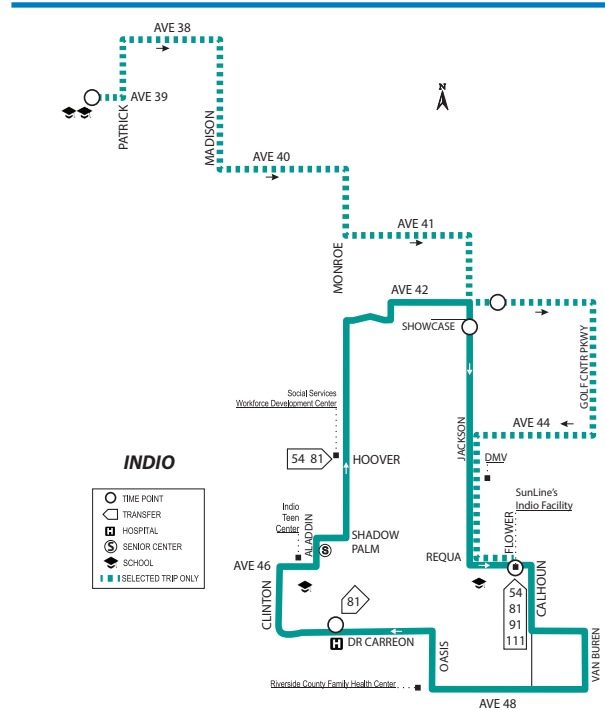 AVE 38
N
AVE 39
PATRICK
MADISON
AVE 40
AVE 41
MONROE
AVE 42
SHOWCASE
GOLF CNTR PKWY
Social Services
Workforce Development Center
JACKSON
AVE 44
54 81
HOOVER
DMV
INDIO
SunLine's
Indio Facility
TIME POINT
TRANSFER
H HOSPITAL
S SENIOR CENTER
SCHOOL
SELECTED TRIP ONLY
Indio
Teen
Center
ALADDIN
SHADOW
PALM
S
FLOWER
REQUA
AVE 46
CLINTON
81
54
81
91
111
CALHOUN
H DR CARREON
OASIS
VAN BUREN
Riverside County Family Health Center
AVE 48